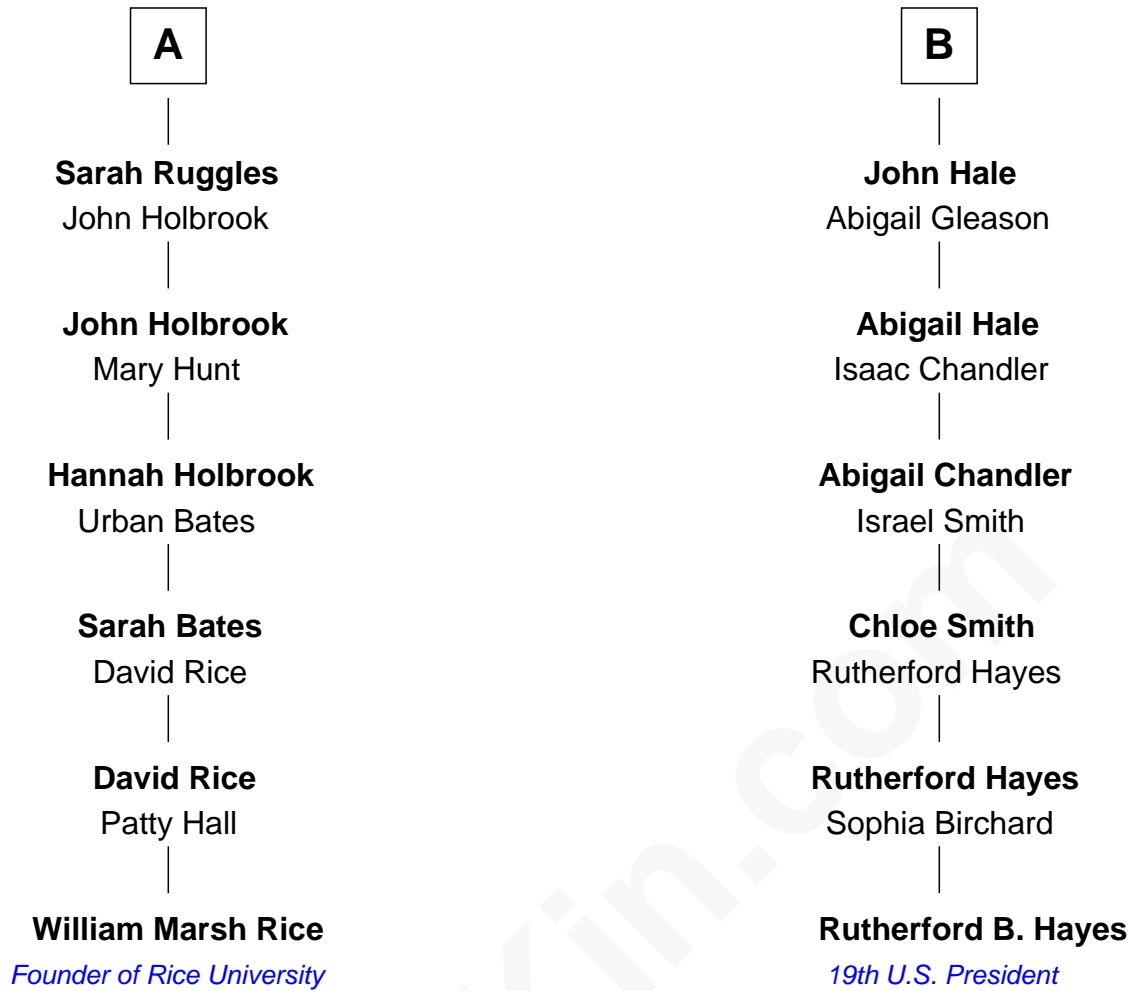 A
Sarah Ruggles
John Holbrook
John Holbrook
Mary Hunt
Hannah Holbrook
Urban Bates
Sarah Bates
David Rice
David Rice
Patty Hall
William Marsh Rice
Founder of Rice University
B
John Hale
Abigail Gleason
Abigail Hale
Isaac Chandler
Abigail Chandler
Israel Smith
Chloe Smith
Rutherford Hayes
Rutherford Hayes
Sophia Birchard
Rutherford B. Hayes
19th U.S. President